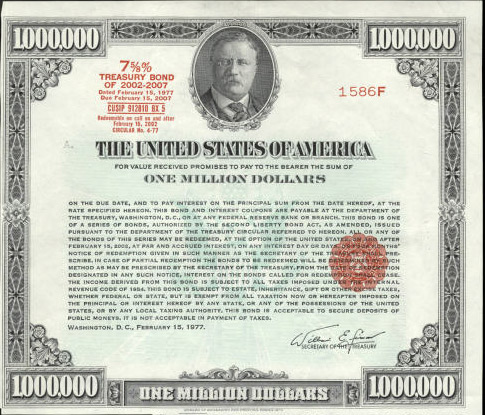 1,000,000
1,000,000
7⅝%
TREASURY BOND
OF 2002-2007
Dated February 15, 1977
Due February 15, 2007
CUSIP 912810 BX 5
Redeemable on call on and after
February 15, 2002
CIRCULAR No. 4-77
1586F
THE UNITED STATES OF AMERICA
FOR VALUE RECEIVED PROMISES TO PAY TO THE BEARER THE SUM OF
ONE MILLION DOLLARS
ON THE DUE DATE, AND TO PAY INTEREST ON THE PRINCIPAL SUM FROM THE DATE HEREOF, AT THE
RATE SPECIFIED HEREON. THIS BOND AND INTEREST COUPONS ARE PAYABLE AT THE DEPARTMENT OF
THE TREASURY, WASHINGTON, D.C., OR AT ANY FEDERAL RESERVE BANK OR BRANCH. THIS BOND IS ONE
OF A SERIES OF BONDS, AUTHORIZED BY THE SECOND LIBERTY BOND ACT, AS AMENDED, ISSUED
PURSUANT TO THE DEPARTMENT OF THE TREASURY CIRCULAR REFERRED TO HEREON. ALL OR ANY OF
THE BONDS OF THIS SERIES MAY BE REDEEMED, AT THE OPTION OF THE UNITED STATES, ON AND AFTER
FEBRUARY 15, 2002, AT PAR AND ACCRUED INTEREST, ON ANY INTEREST DAY
NOTICE OF REDEMPTION GIVEN IN SUCH MANNER AS THE SECRETARY OF THE TREASURY SHALL PRE-
SCRIBE. IN CASE OF PARTIAL REDEMPTION THE BONDS TO BE REDEEMED WILL BE DETERMINED BY SUCH
METHOD AS MAY BE PRESCRIBED BY THE SECRETARY OF THE TREASURY. FROM THE DATE OF REDEMPTION
DESIGNATED IN ANY SUCH NOTICE, INTEREST ON THE BONDS CALLED FOR REDEMPTION SHALL CEASE.
THE INCOME DERIVED FROM THIS BOND IS SUBJECT TO ALL TAXES IMPOSED UNDER THE INTERNAL
REVENUE CODE OF 1954. THIS BOND IS SUBJECT TO ESTATE, INHERITANCE, GIFT OR OTHER EXCISE TAXES,
WHETHER FEDERAL OR STATE, BUT IS EXEMPT FROM ALL TAXATION NOW OR HEREAFTER IMPOSED ON
THE PRINCIPAL OR INTEREST HEREOF BY ANY STATE, OR ANY OF THE POSSESSIONS OF THE UNITED
STATES, OR BY ANY LOCAL TAXING AUTHORITY. THIS BOND IS ACCEPTABLE TO SECURE DEPOSITS OF
PUBLIC MONEYS. IT IS NOT ACCEPTABLE IN PAYMENT OF TAXES.
WASHINGTON, D.C., FEBRUARY 15, 1977.
SECRETARY OF THE TREASURY
1,000,000
ONE MILLION DOLLARS
1,000,000